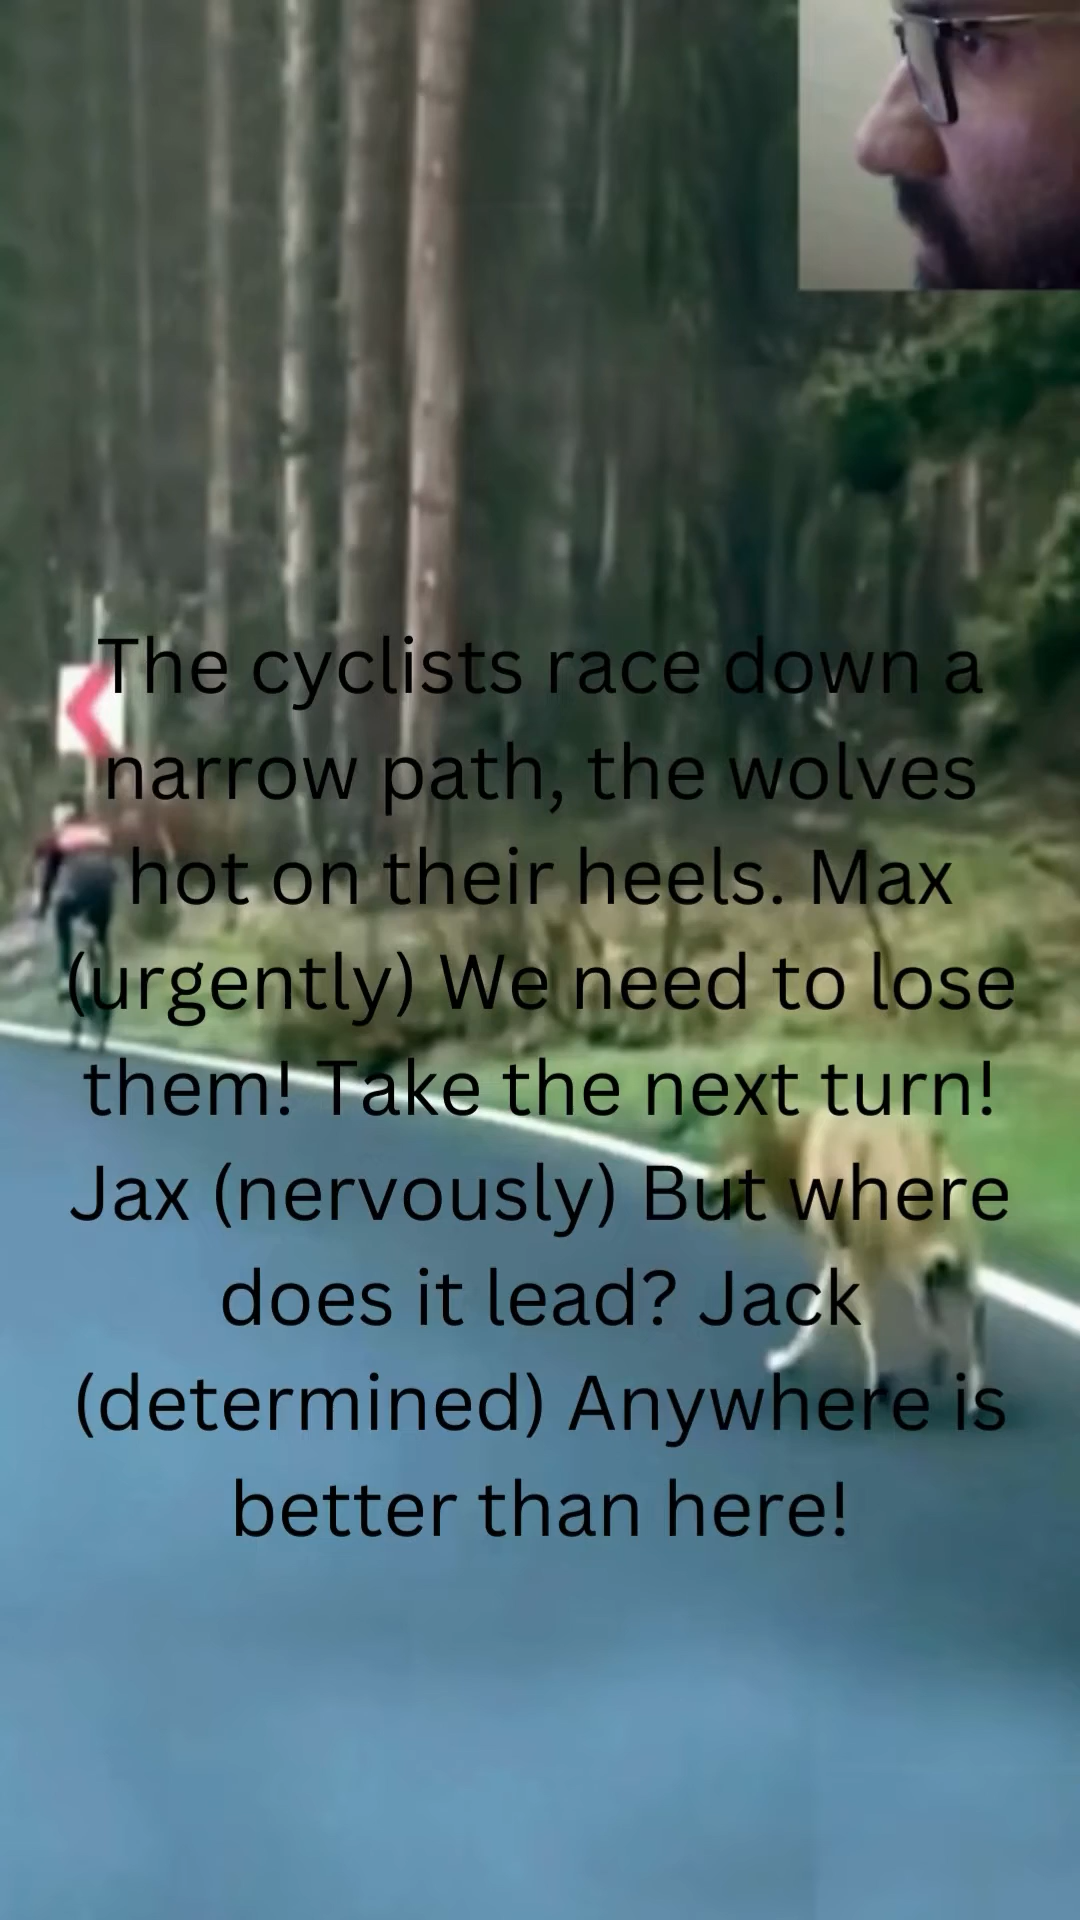 The cyclists race down a
narrow path, the wolves
hot on their heels. Max
(urgently) We need to lose
them! Take the next turn!
Jax (nervously) But where
does it lead? Jack
(determined) Anywhere is
better than here!